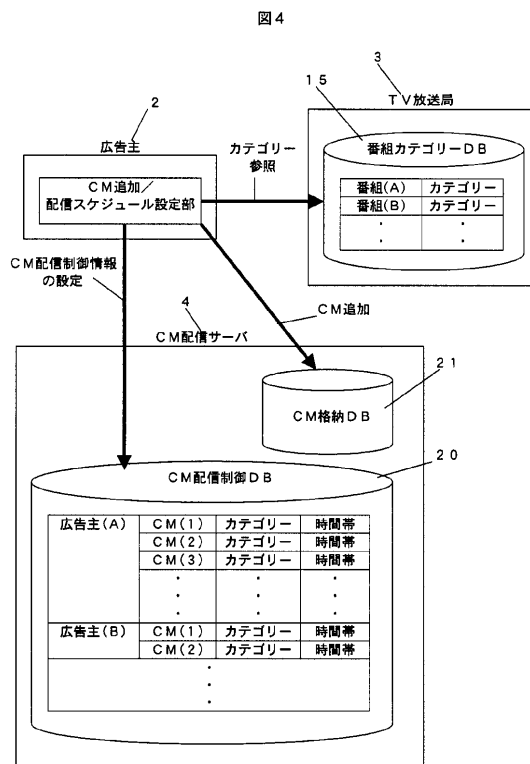 図4
3
15
TV放送局
2
広告主
カテゴリー
参照
番組カテゴリーDB
CM追加／
配信スケジュール設定部
番組(A) カテゴリー
番組(B) カテゴリー
・ ・
・ ・
CM配信制御情報
の設定
CM追加
4
CM配信サーバ
21
CM格納DB
20
CM配信制御DB
広告主(A) CM(1) カテゴリー 時間帯
CM(2) カテゴリー 時間帯
CM(3) カテゴリー 時間帯
・ ・ ・
・ ・ ・
・ ・ ・
広告主(B) CM(1) カテゴリー 時間帯
CM(2) カテゴリー 時間帯
・
・
・